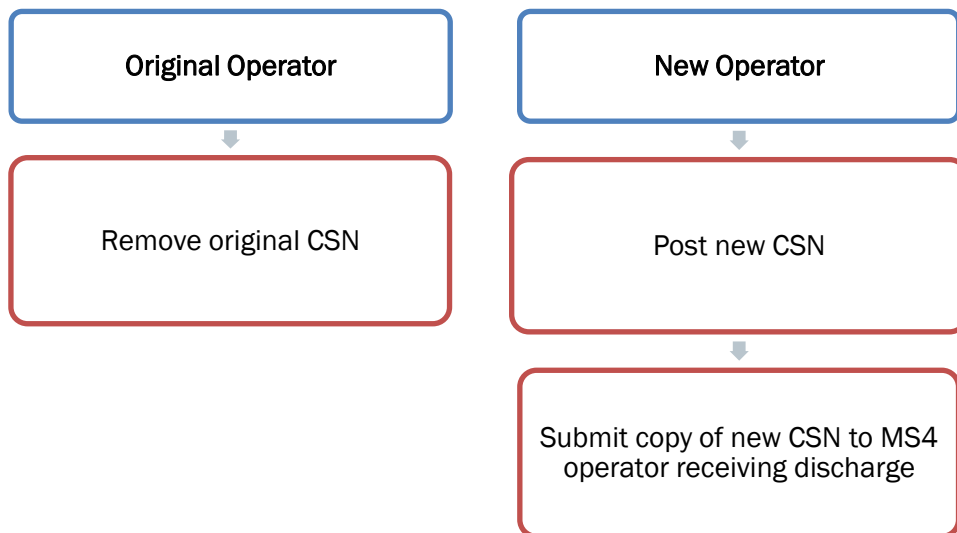 Original Operator
New Operator
Remove original CSN
Post new CSN
Submit copy of new CSN to MS4
operator receiving discharge